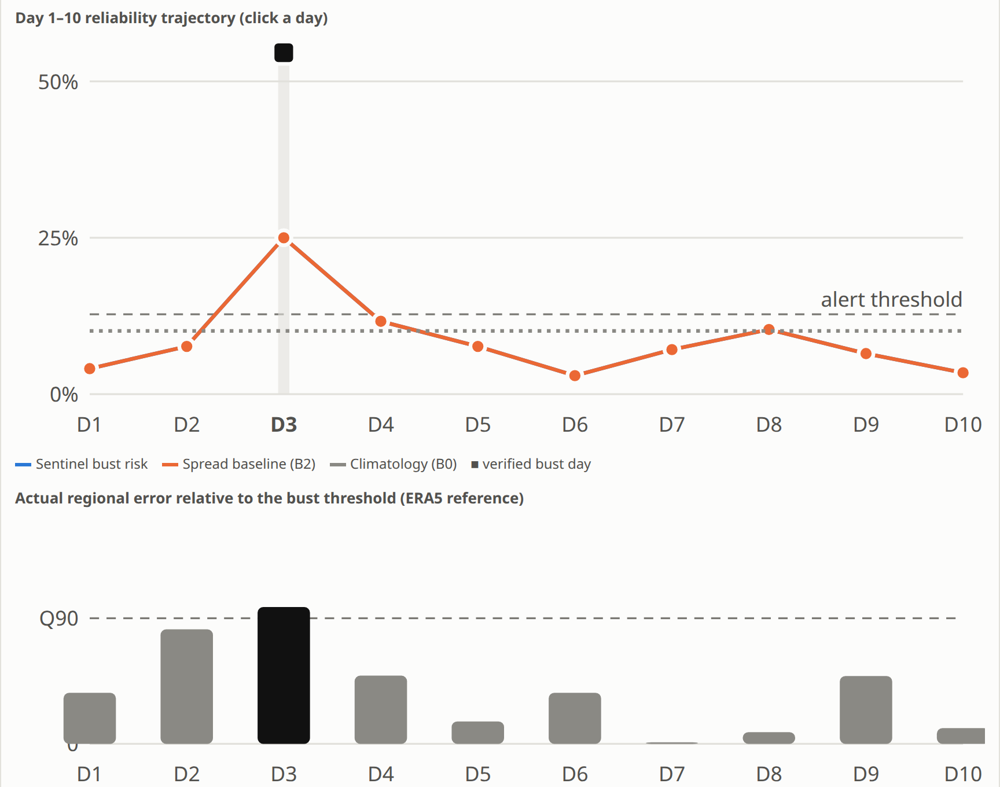 Day 1–10 reliability trajectory (click a day)
50%
25%
alert threshold
0%
D1 D2 D3 D4 D5 D6 D7 D8 D9 D10
Sentinel bust risk Spread baseline (B2) Climatology (B0) verified bust day
Actual regional error relative to the bust threshold (ERA5 reference)
Q90
0
D1 D2 D3 D4 D5 D6 D7 D8 D9 D10